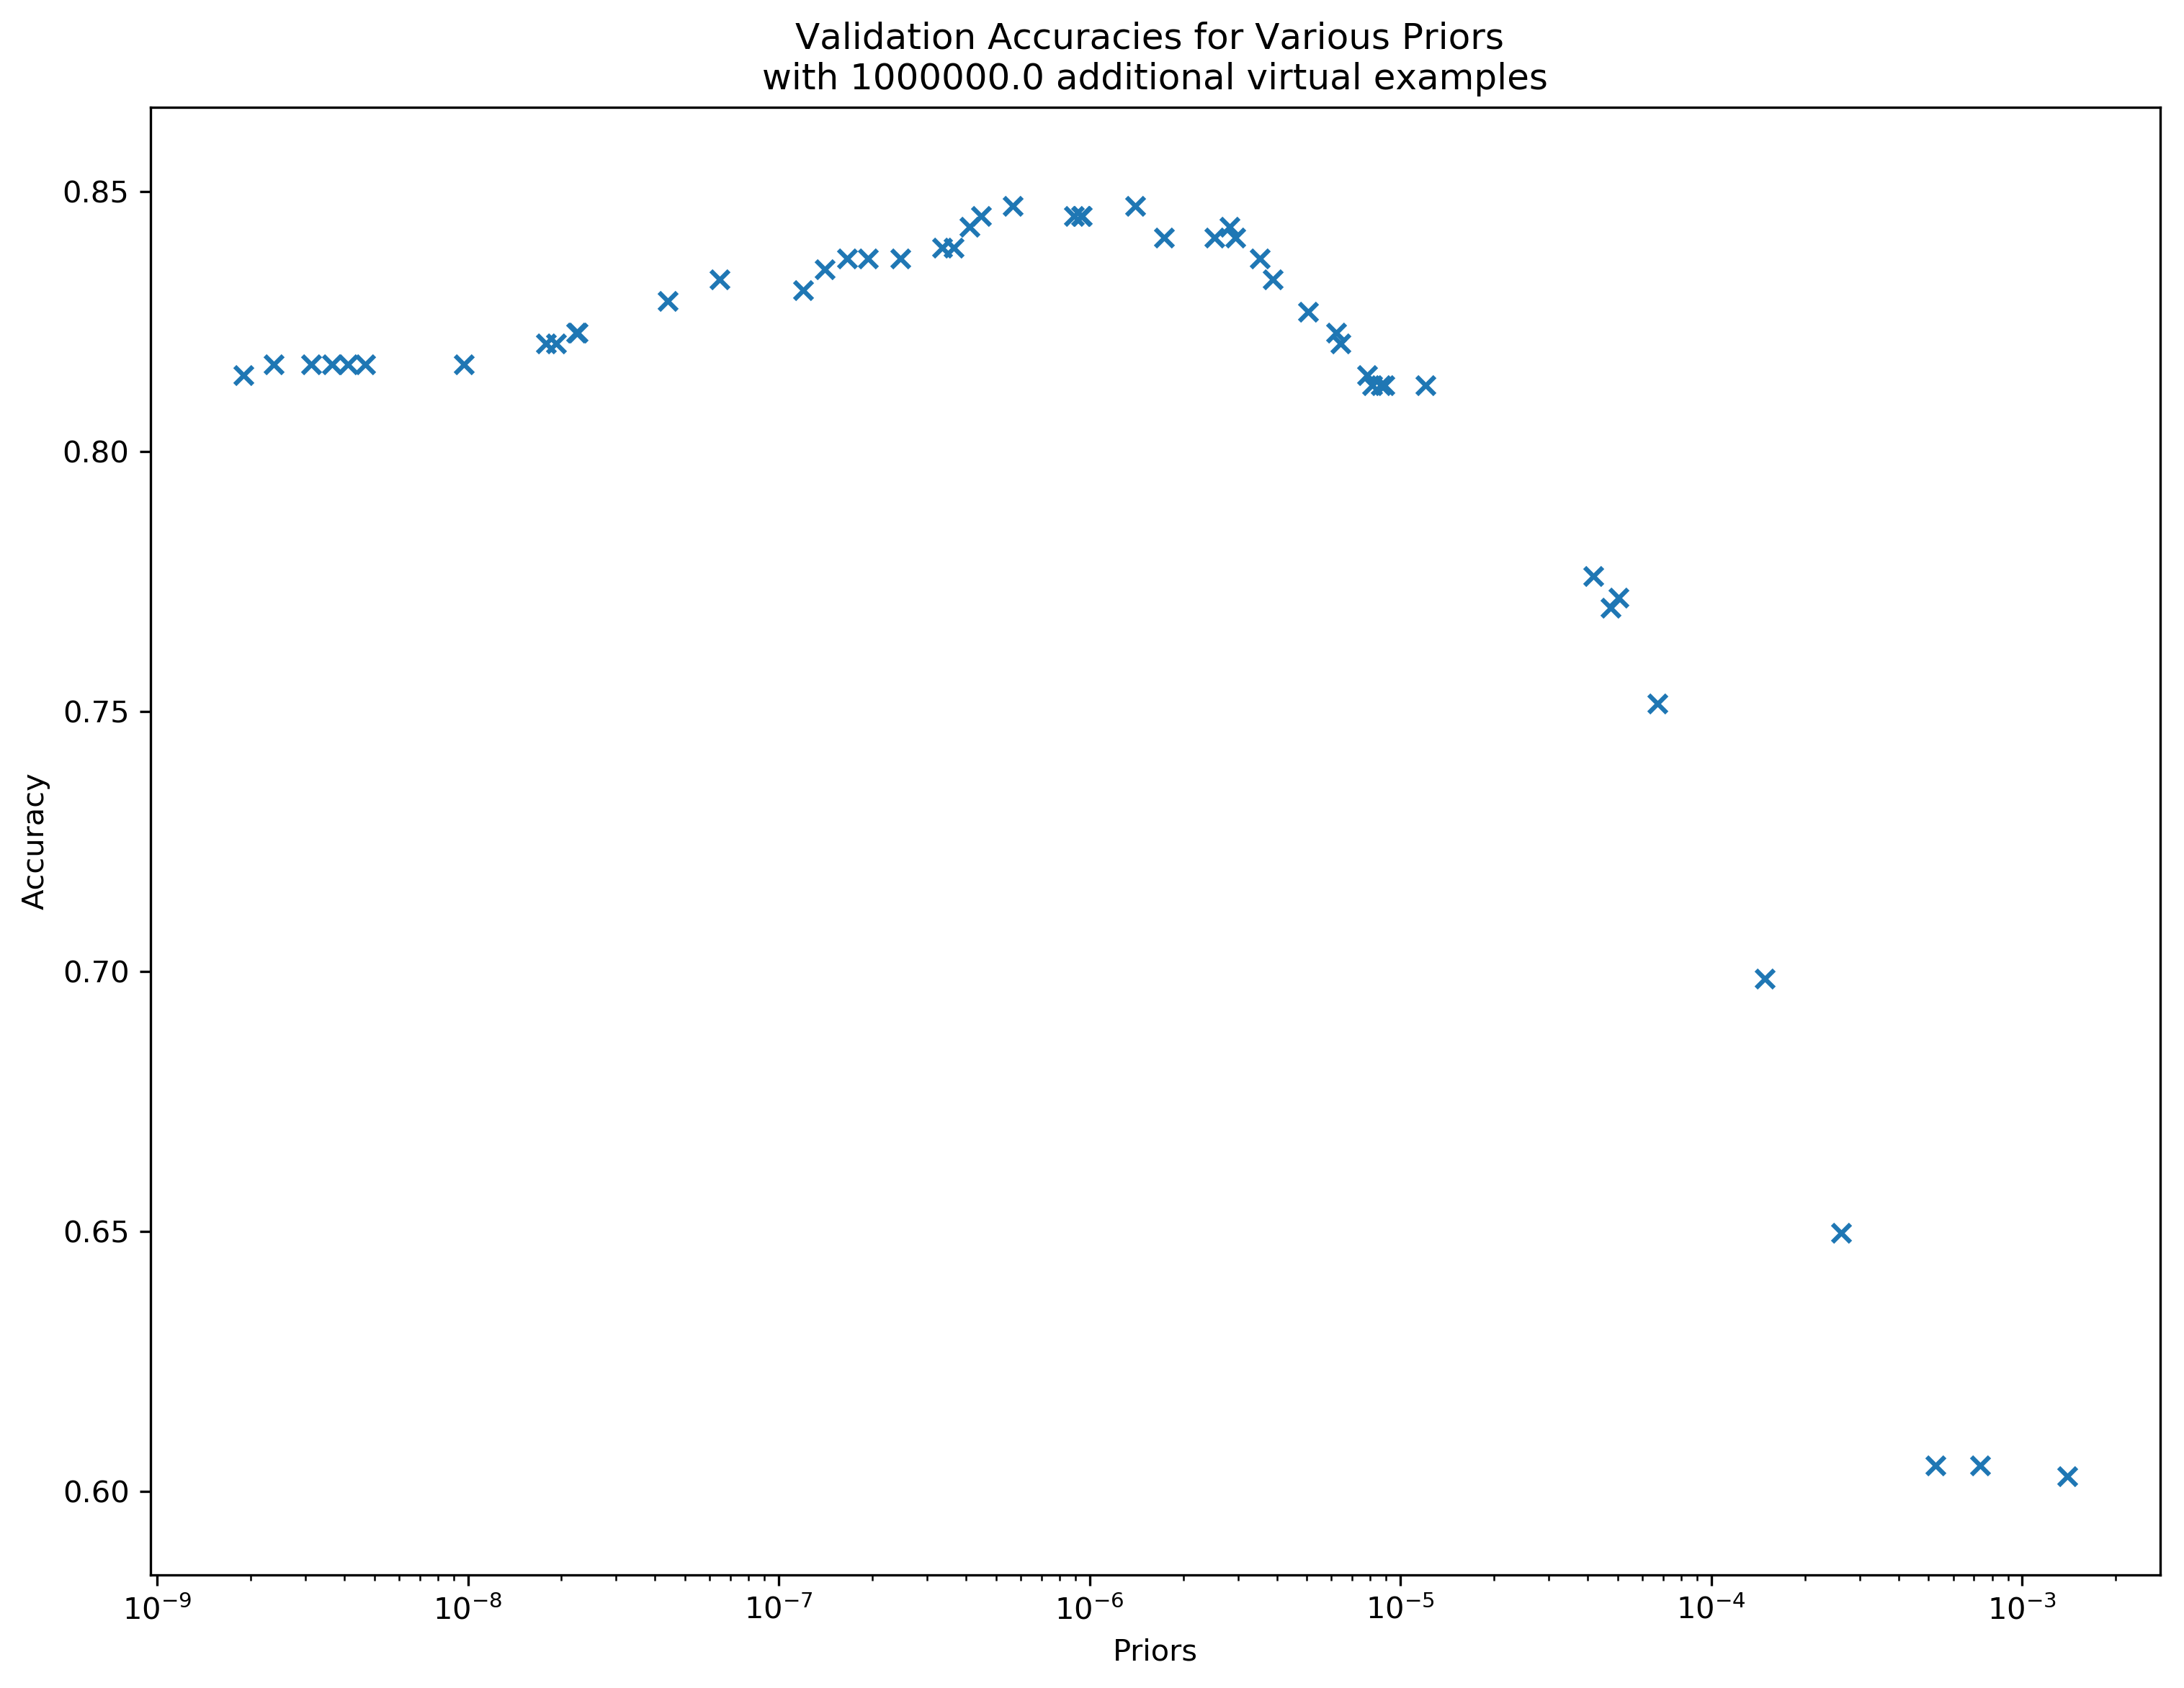 Validation Accuracies for Various Priors
with 1000000.0 additional virtual examples
0.85
0.80
0.75
0.70
0.65
0.60
Accuracy
10⁻⁹ 10⁻⁸ 10⁻⁷ 10⁻⁶ 10⁻⁵ 10⁻⁴ 10⁻³
Priors